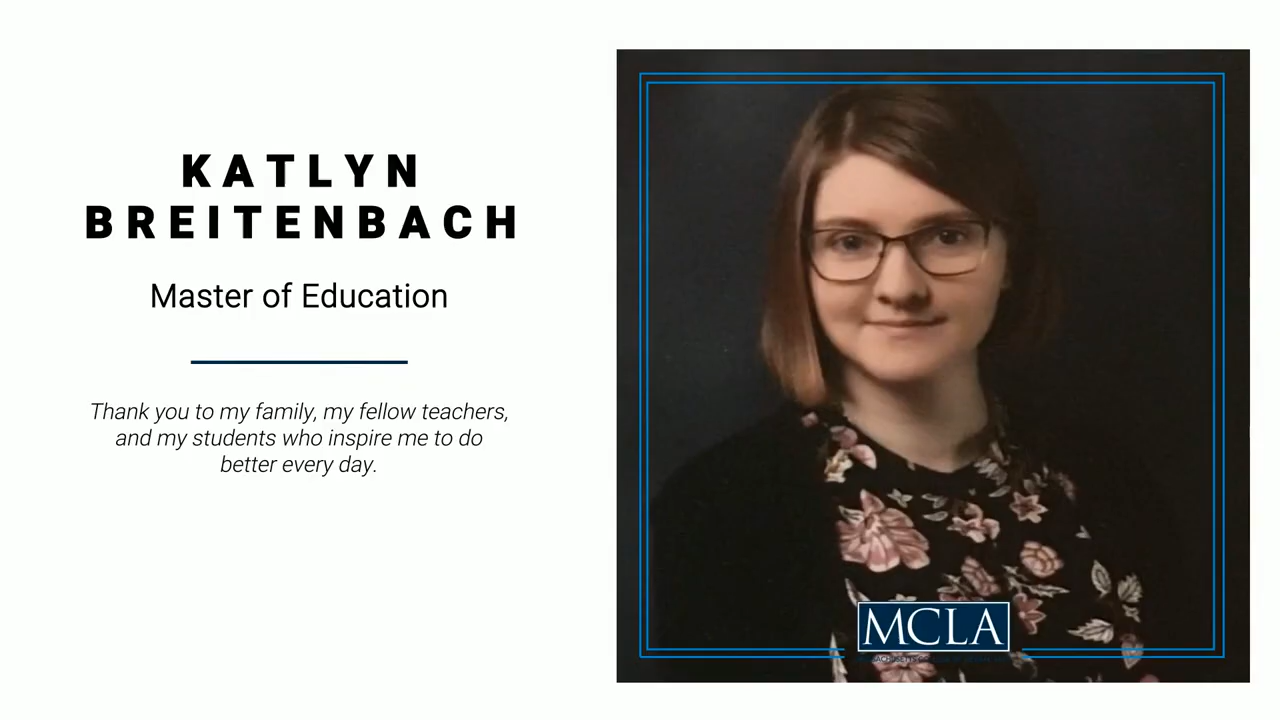 KATLYN
BREITENBACH
Master of Education
Thank you to my family, my fellow teachers,
and my students who inspire me to do
better every day.
MCLA